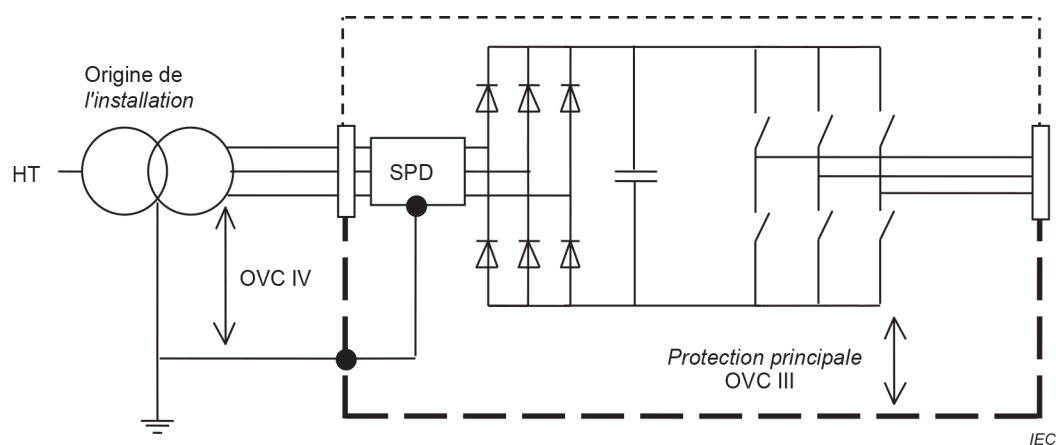 Origine de
l'installation
HT
SPD
OVC IV
Protection principale
OVC III
IEC